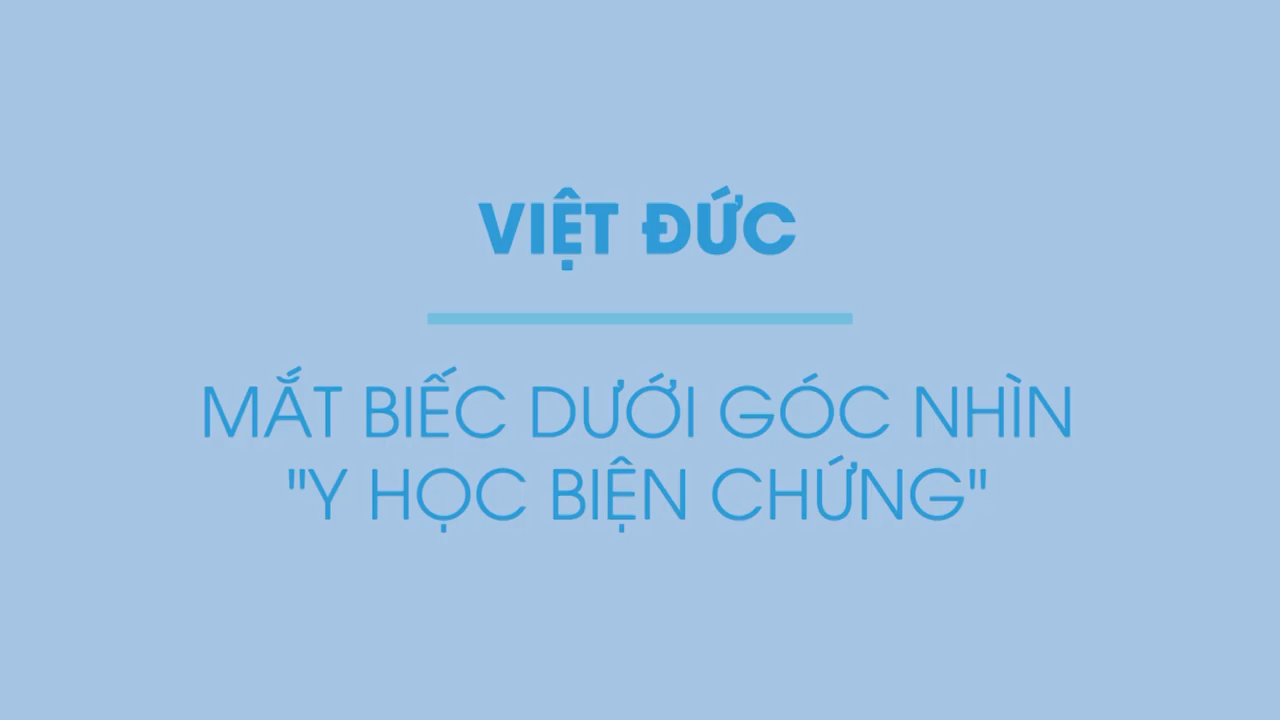 VIỆT ĐỨC
MẮT BIẾC DƯỚI GÓC NHÌN
"Y HỌC BIỆN CHỨNG"